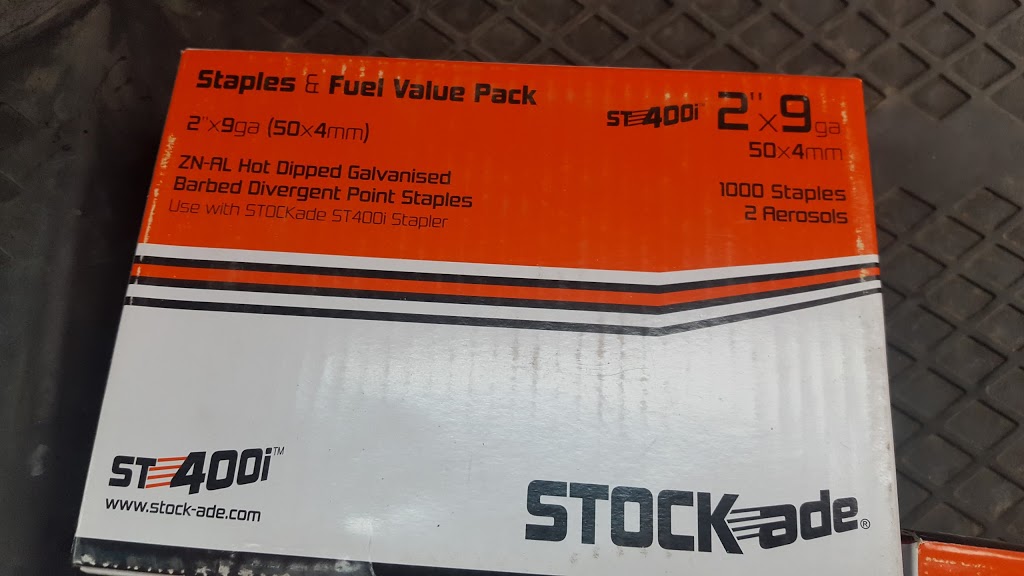 Staples & Fuel Value Pack
2"x9ga (50x4mm)
ZN-AL Hot Dipped Galvanised
Barbed Divergent Point Staples
Use with STOCKade ST400i Stapler
ST400i™ 2"x9ga
50x4mm
1000 Staples
2 Aerosols
ST400i™
www.stock-ade.com
STOCKade®